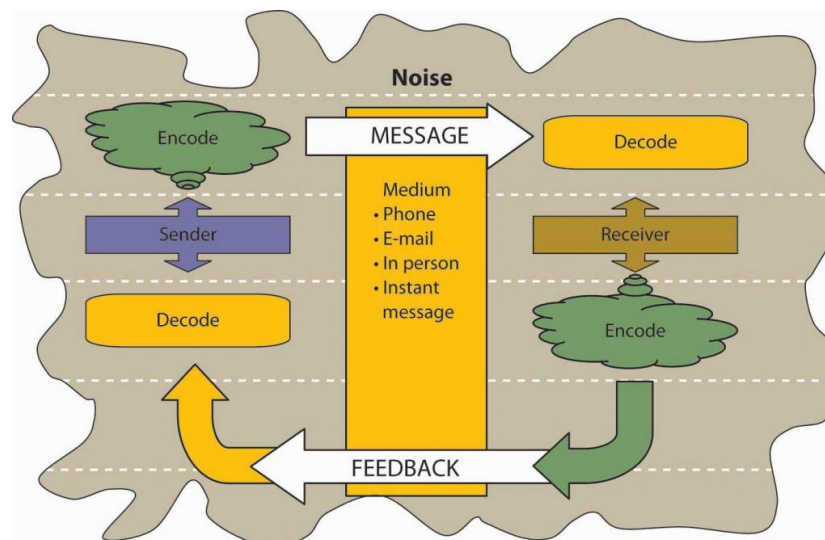 Noise
Encode
MESSAGE
Decode
Medium
• Phone
• E-mail
• In person
• Instant
message
Sender
Receiver
Decode
Encode
FEEDBACK